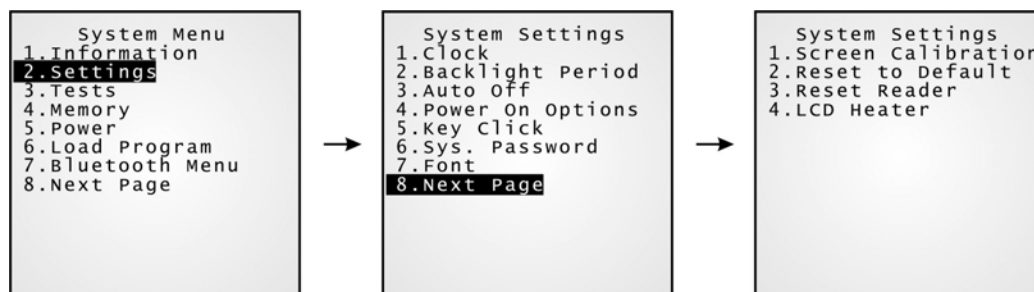 System Menu
1.Information
2.Settings
3.Tests
4.Memory
5.Power
6.Load Program
7.Bluetooth Menu
8.Next Page
System Settings
1.Clock
2.Backlight Period
3.Auto Off
4.Power On Options
5.Key Click
6.Sys. Password
7.Font
8.Next Page
System Settings
1.Screen Calibration
2.Reset to Default
3.Reset Reader
4.LCD Heater